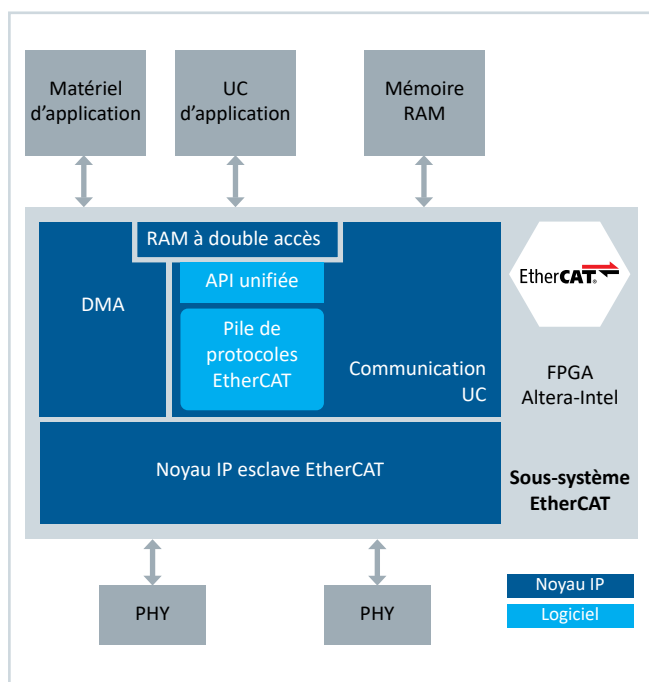 Matériel
d’application
UC
d’application
Mémoire
RAM
RAM à double accès
API unifiée
DMA
Pile de
protocoles
EtherCAT
Communication
UC
EtherCAT®
FPGA
Altera-Intel
Noyau IP esclave EtherCAT
Sous-système
EtherCAT
PHY
PHY
Noyau IP
Logiciel